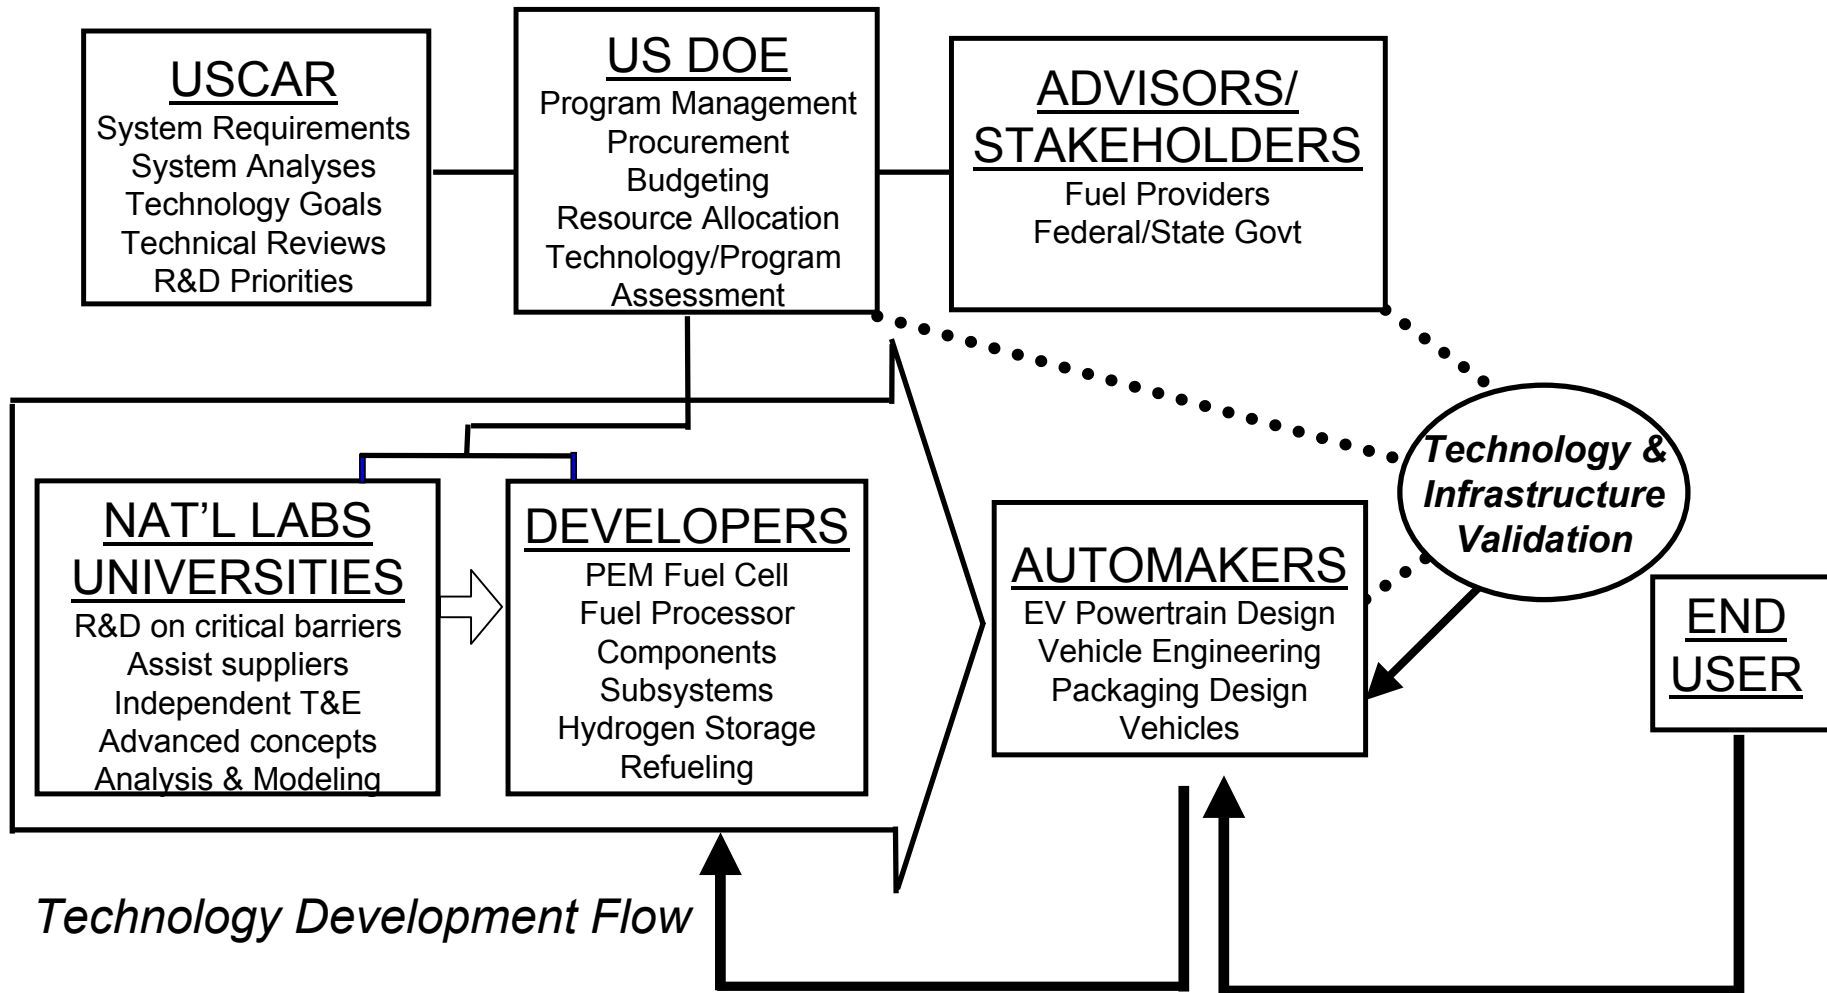 USCAR
System Requirements
System Analyses
Technology Goals
Technical Reviews
R&D Priorities
US DOE
Program Management
Procurement
Budgeting
Resource Allocation
Technology/Program
Assessment
ADVISORS/
STAKEHOLDERS
Fuel Providers
Federal/State Govt
NAT’L LABS
UNIVERSITIES
R&D on critical barriers
Assist suppliers
Independent T&E
Advanced concepts
Analysis & Modeling
DEVELOPERS
PEM Fuel Cell
Fuel Processor
Components
Subsystems
Hydrogen Storage
Refueling
AUTOMAKERS
EV Powertrain Design
Vehicle Engineering
Packaging Design
Vehicles
Technology &
Infrastructure
Validation
END
USER
Technology Development Flow